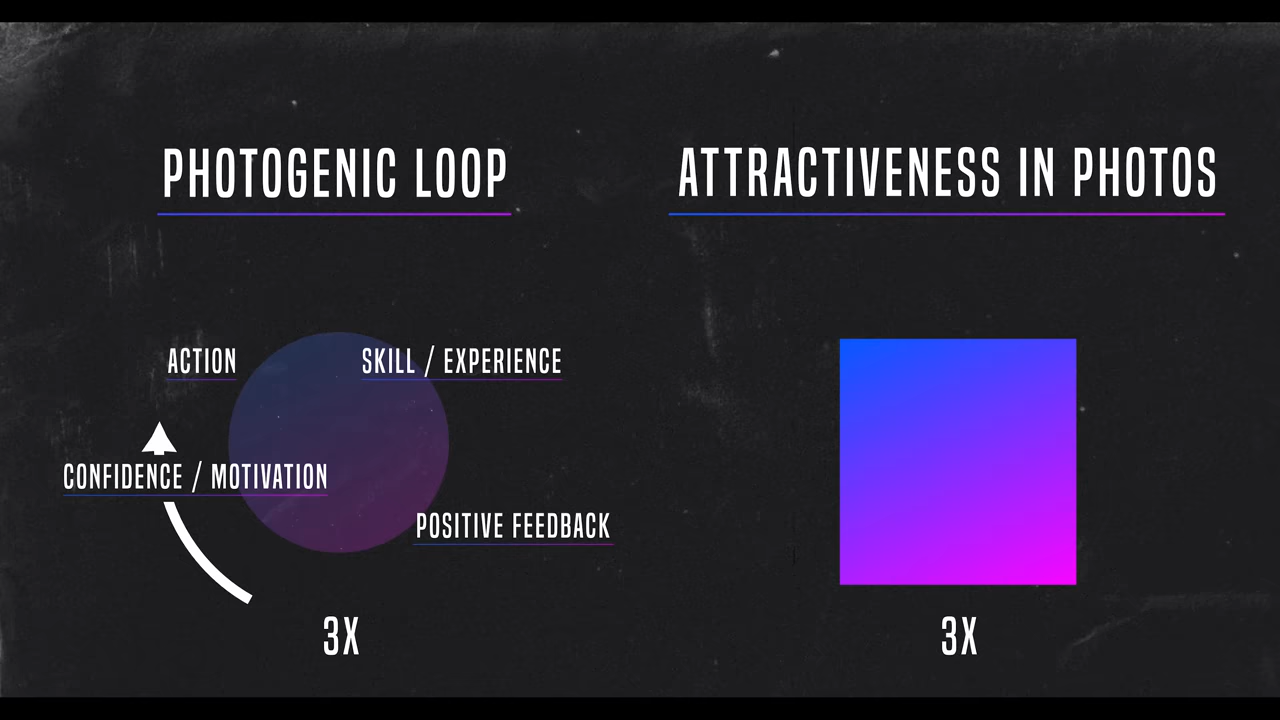 PHOTOGENIC LOOP
ATTRACTIVENESS IN PHOTOS
ACTION
SKILL / EXPERIENCE
CONFIDENCE / MOTIVATION
POSITIVE FEEDBACK
3X
3X